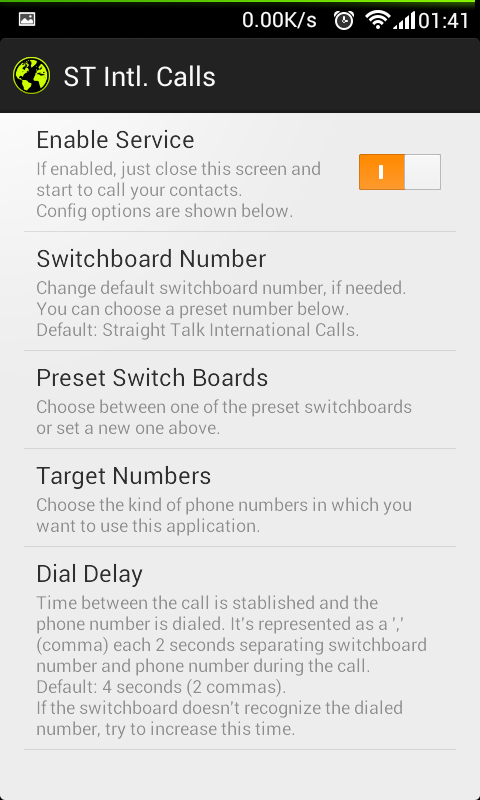 0.00K/s 01:41
ST Intl. Calls
Enable Service
If enabled, just close this screen and
start to call your contacts.
Config options are shown below.
Switchboard Number
Change default switchboard number, if needed.
You can choose a preset number below.
Default: Straight Talk International Calls.
Preset Switch Boards
Choose between one of the preset switchboards
or set a new one above.
Target Numbers
Choose the kind of phone numbers in which you
want to use this application.
Dial Delay
Time between the call is stablished and the
phone number is dialed. It's represented as a ','
(comma) each 2 seconds separating switchboard
number and phone number during the call.
Default: 4 seconds (2 commas).
If the switchboard doesn't recognize the dialed
number, try to increase this time.